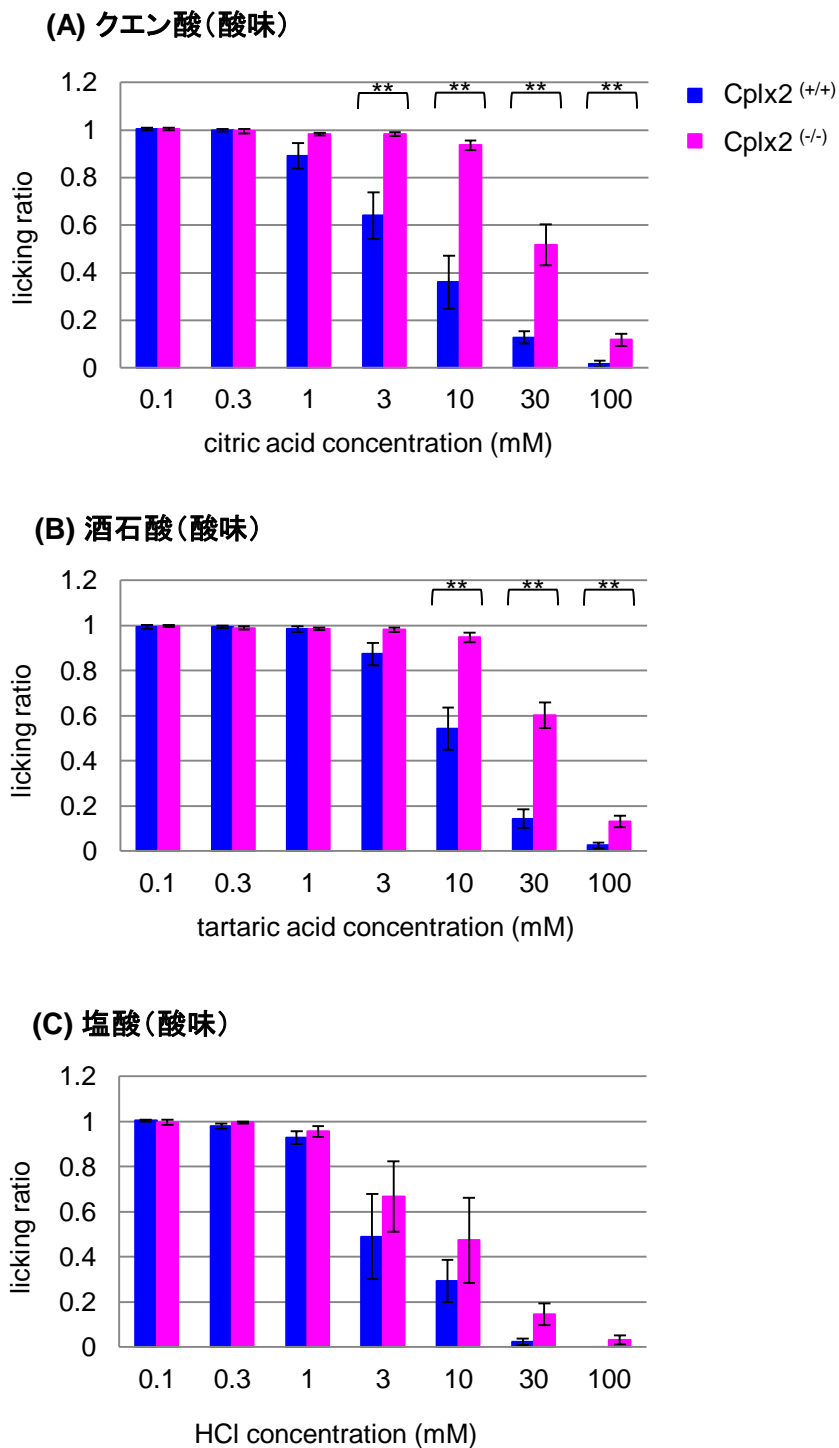 (A) クエン酸（酸味）
1.2
1
0.8
0.6
0.4
0.2
0
licking ratio
** ** ** **
0.1 0.3 1 3 10 30 100
citric acid concentration (mM)
Cplx2 (+/+)
Cplx2 (-/-)
(B) 酒石酸（酸味）
1.2
1
0.8
0.6
0.4
0.2
0
licking ratio
** ** **
0.1 0.3 1 3 10 30 100
tartaric acid concentration (mM)
(C) 塩酸（酸味）
1.2
1
0.8
0.6
0.4
0.2
0
licking ratio
0.1 0.3 1 3 10 30 100
HCl concentration (mM)